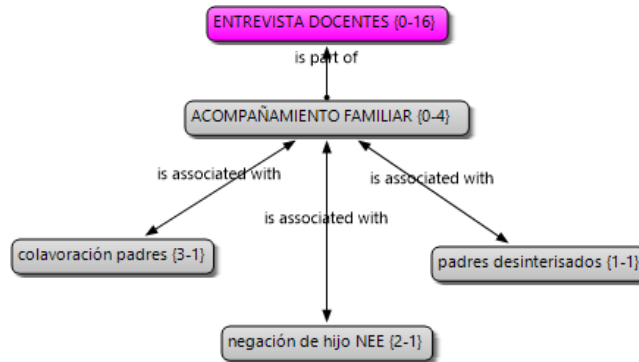 ENTREVISTA DOCENTES {0-16}
is part of
ACOMPAÑAMIENTO FAMILIAR {0-4}
is associated with
is associated with
is associated with
colavoración padres {3-1}
padres desinterisados {1-1}
negación de hijo NEE {2-1}